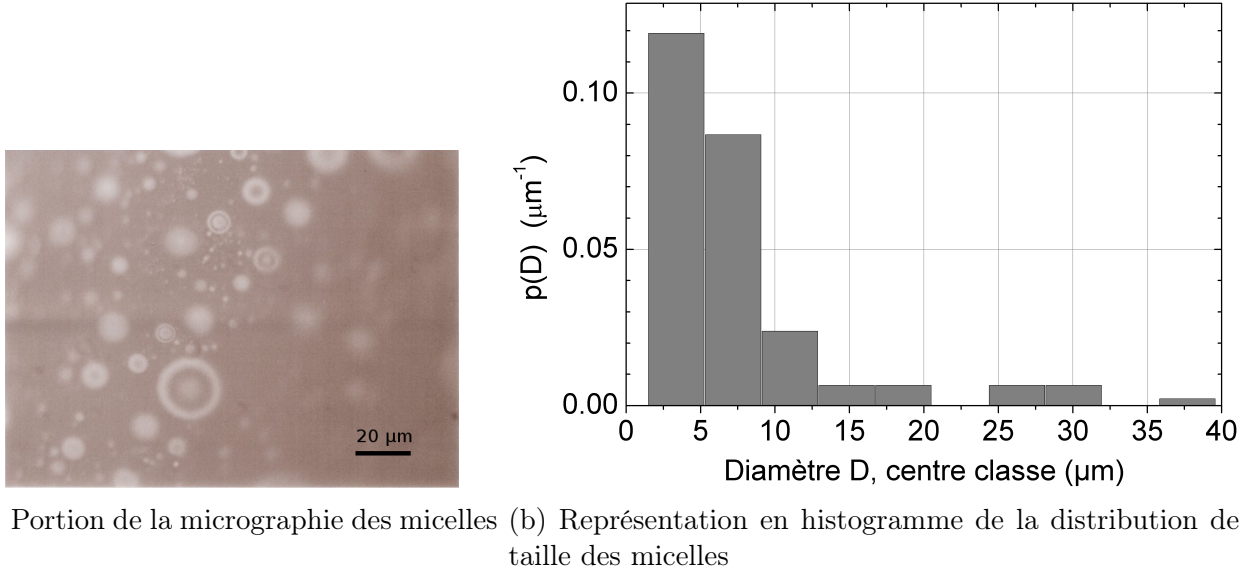 20 µm
0.10
0.05
0.00
p(D) (µm⁻¹)
0 5 10 15 20 25 30 35 40
Diamètre D, centre classe (µm)
Portion de la micrographie des micelles (b) Représentation en histogramme de la distribution de
taille des micelles